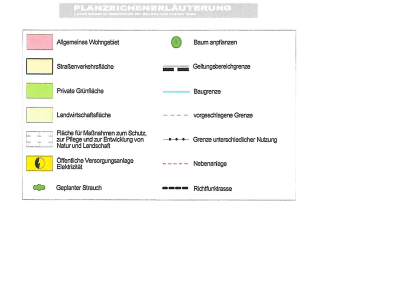 PLANZEICHENERLÄUTERUNG
Allgemeines Wohngebiet
Straßenverkehrsfläche
Private Grünfläche
Landwirtschaftsfläche
Fläche für Maßnahmen zum Schutz,
zur Pflege und zur Entwicklung von
Natur und Landschaft
Öffentliche Versorgungsanlage
Elektrizität
Geplanter Strauch
Baum anpflanzen
Geltungsbereichgrenze
Baugrenze
vorgeschlagene Grenze
Grenze unterschiedlicher Nutzung
Nebenanlage
Richtfunktrasse